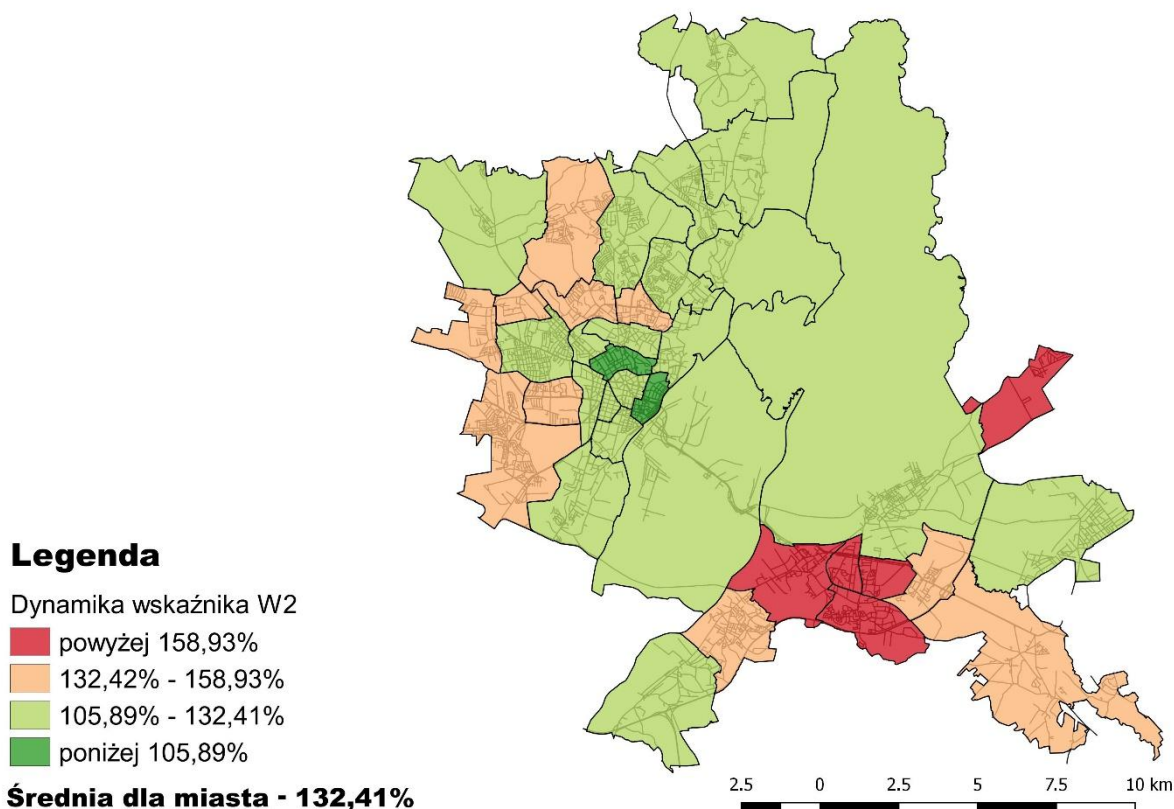 Legenda
Dynamika wskaźnika W2
powyżej 158,93%
132,42% - 158,93%
105,89% - 132,41%
poniżej 105,89%
Średnia dla miasta - 132,41%
2.5 0 2.5 5 7.5 10 km